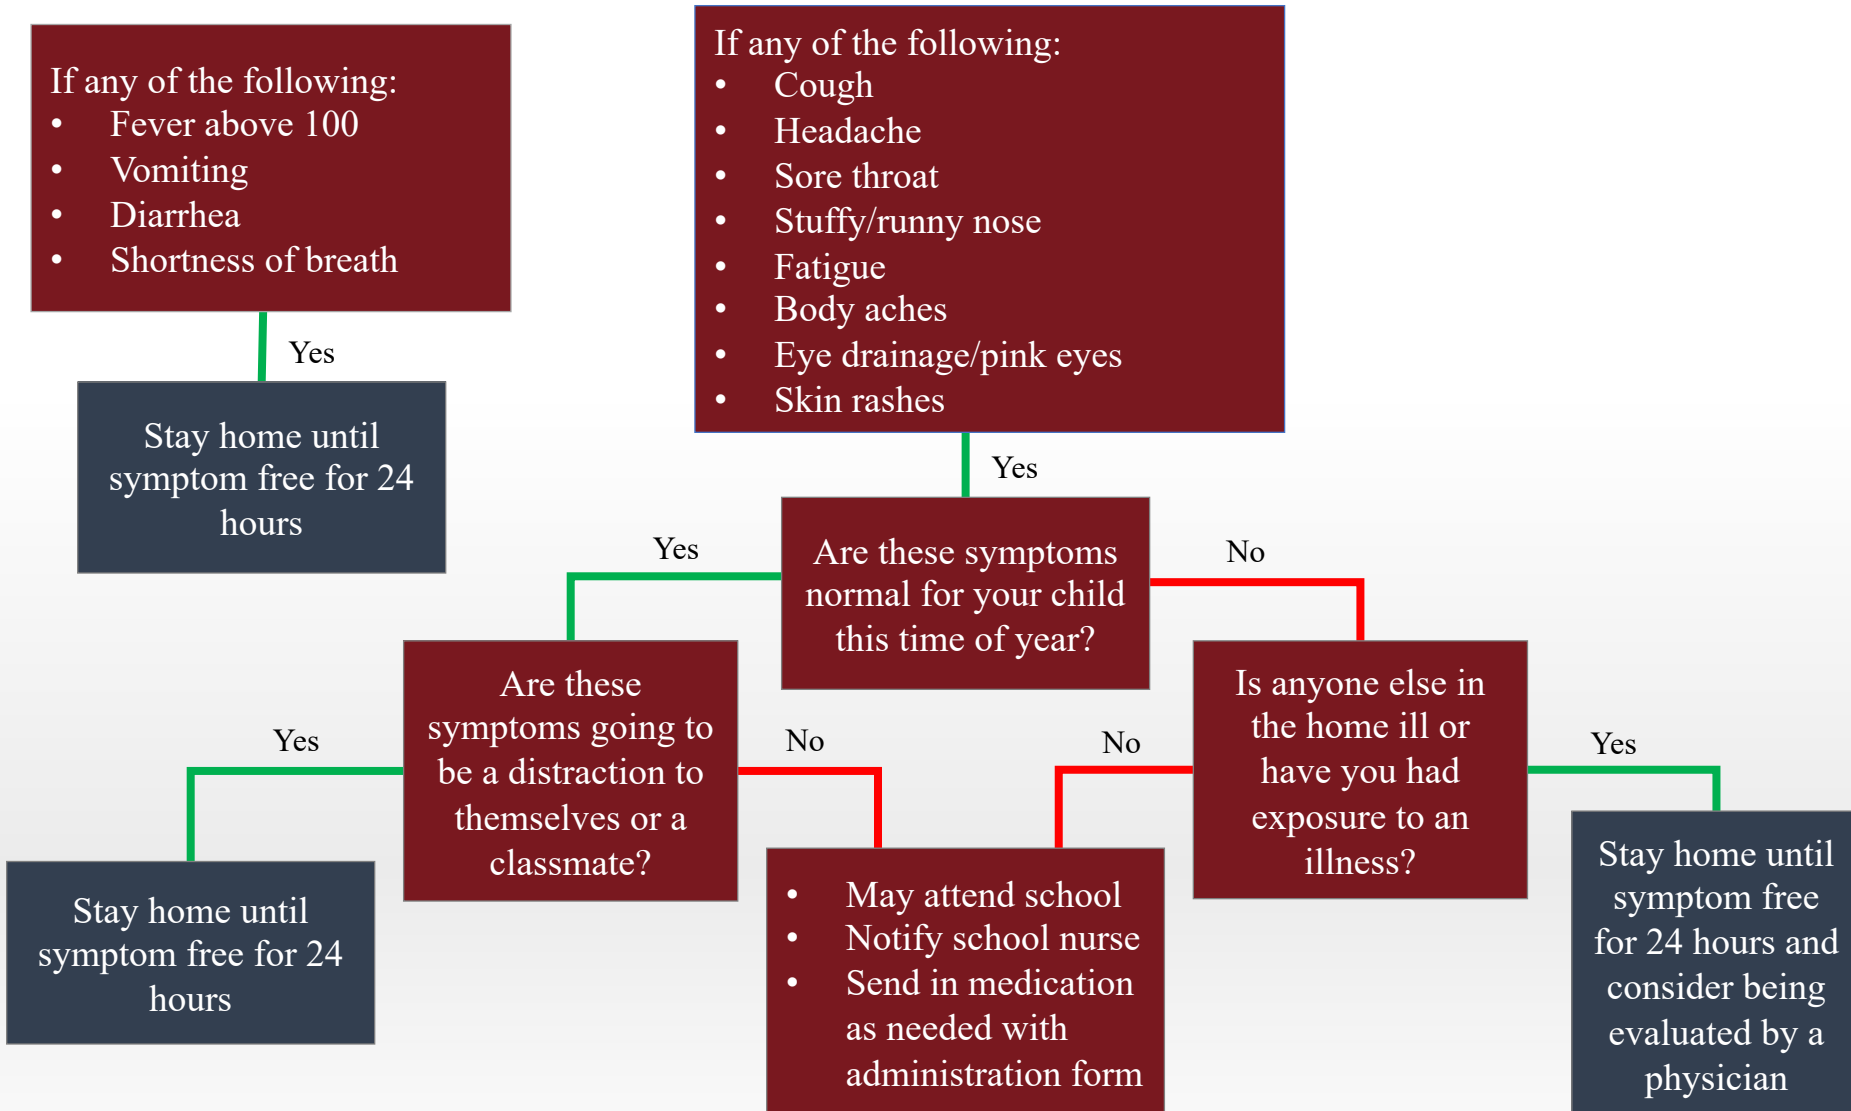 If any of the following:
• Fever above 100
• Vomiting
• Diarrhea
• Shortness of breath
Yes
Stay home until
symptom free for 24
hours
If any of the following:
• Cough
• Headache
• Sore throat
• Stuffy/runny nose
• Fatigue
• Body aches
• Eye drainage/pink eyes
• Skin rashes
Yes
Are these symptoms
normal for your child
this time of year?
Yes
No
Are these
symptoms going to
be a distraction to
themselves or a
classmate?
Yes
No
Is anyone else in
the home ill or
have you had
exposure to an
illness?
No
Yes
Stay home until
symptom free for 24
hours
• May attend school
• Notify school nurse
• Send in medication
as needed with
administration form
Stay home until
symptom free
for 24 hours and
consider being
evaluated by a
physician